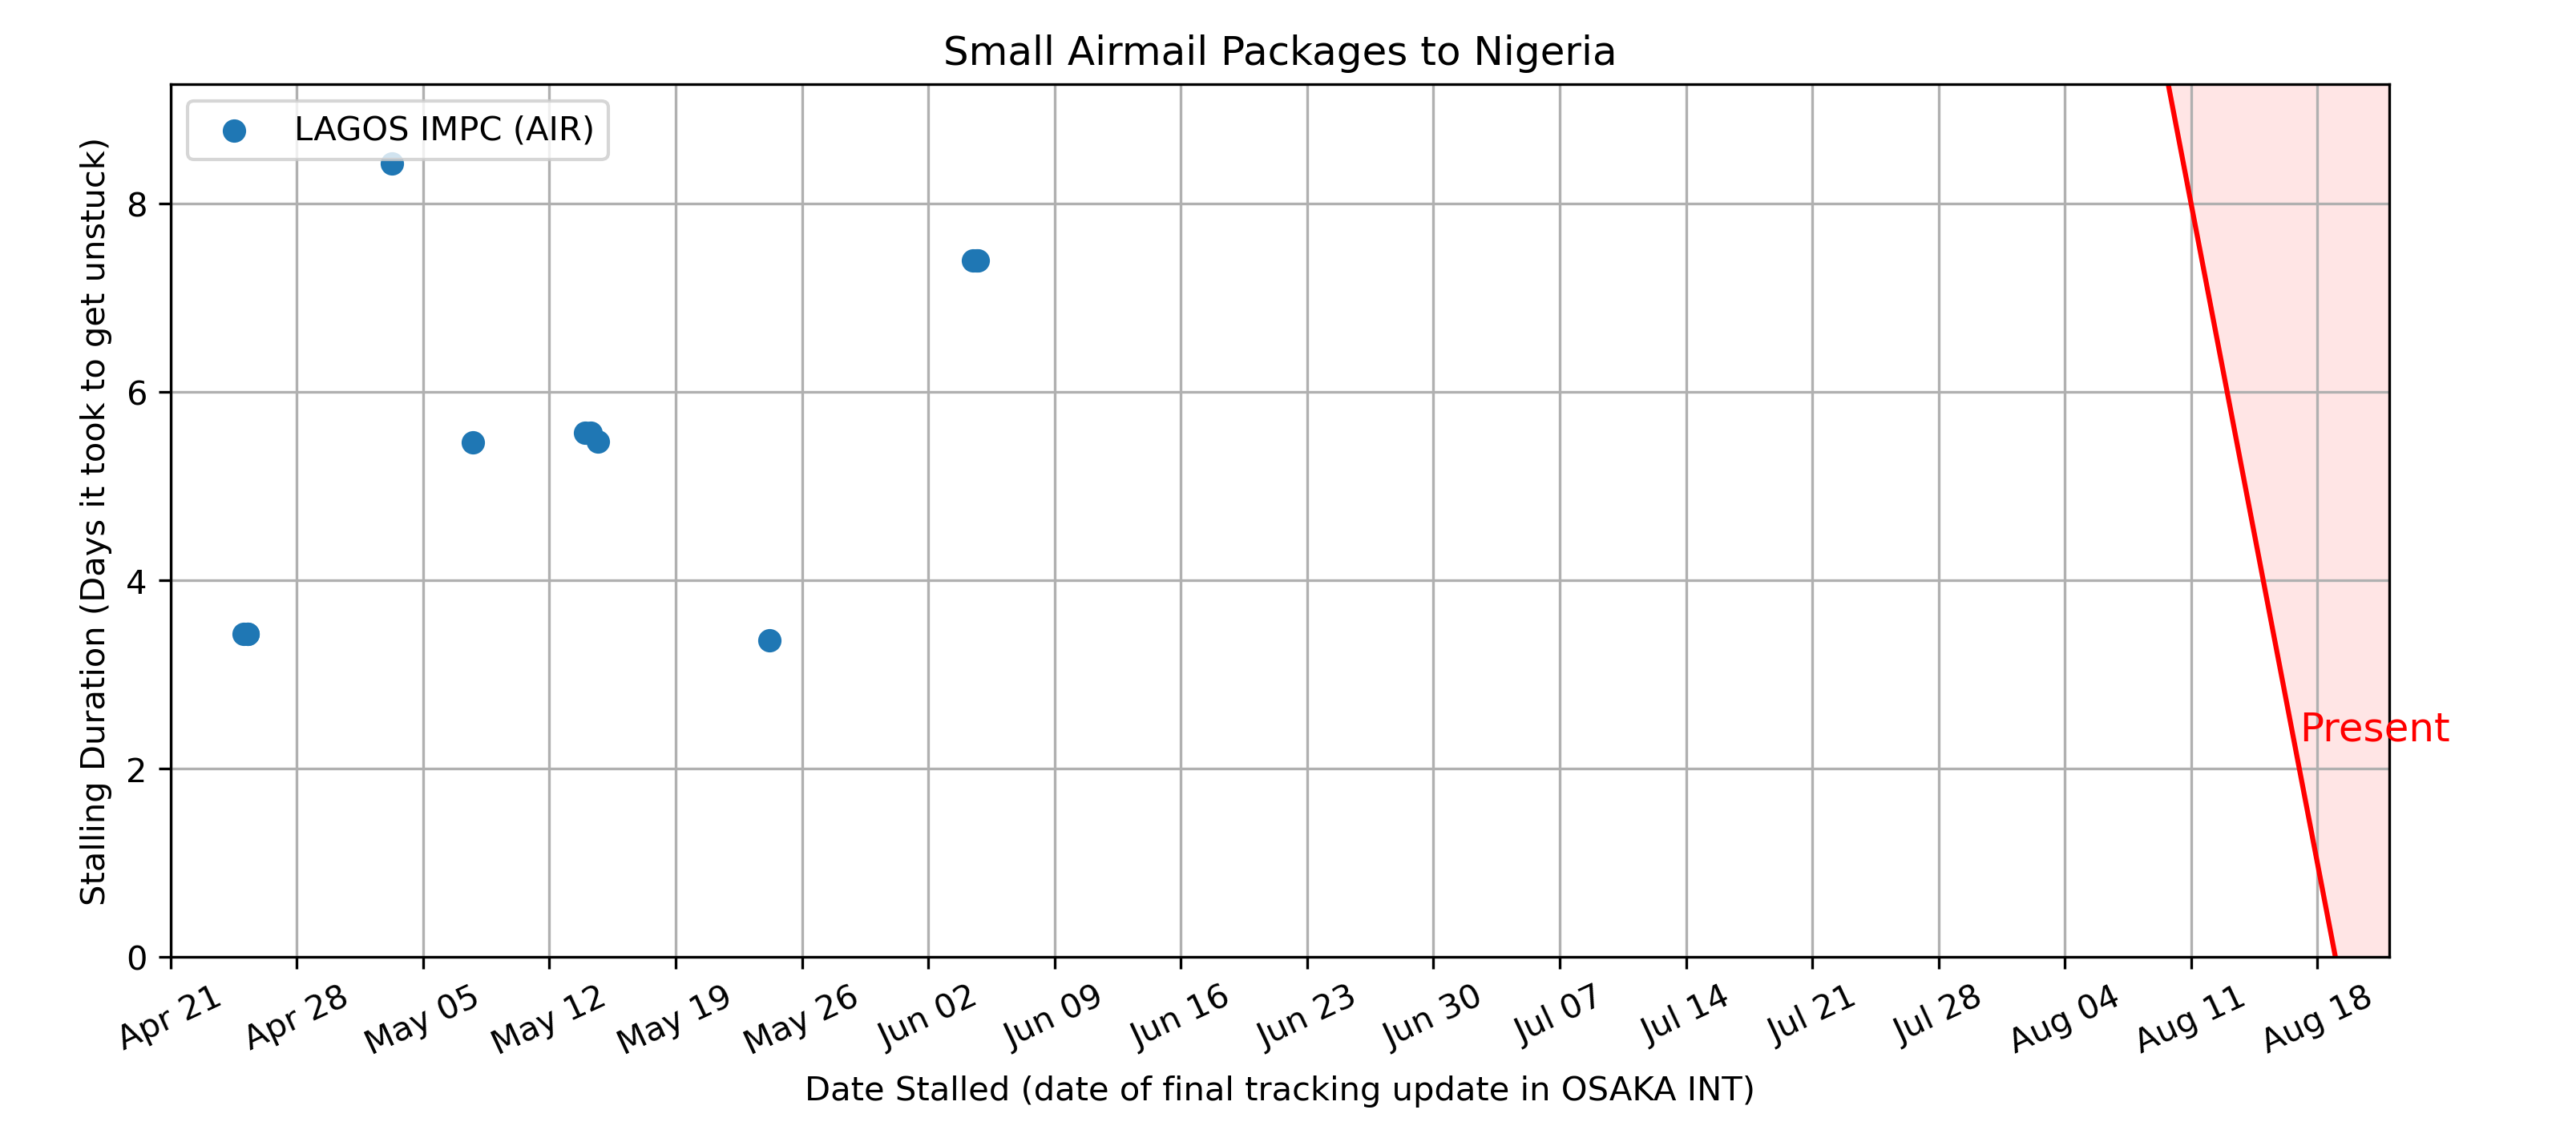 Small Airmail Packages to Nigeria
LAGOS IMPC (AIR)
Stalling Duration (Days it took to get unstuck)
8
6
4
2
0
Present
Apr 21
Apr 28
May 05
May 12
May 19
May 26
Jun 02
Jun 09
Jun 16
Jun 23
Jun 30
Jul 07
Jul 14
Jul 21
Jul 28
Aug 04
Aug 11
Aug 18
Date Stalled (date of final tracking update in OSAKA INT)